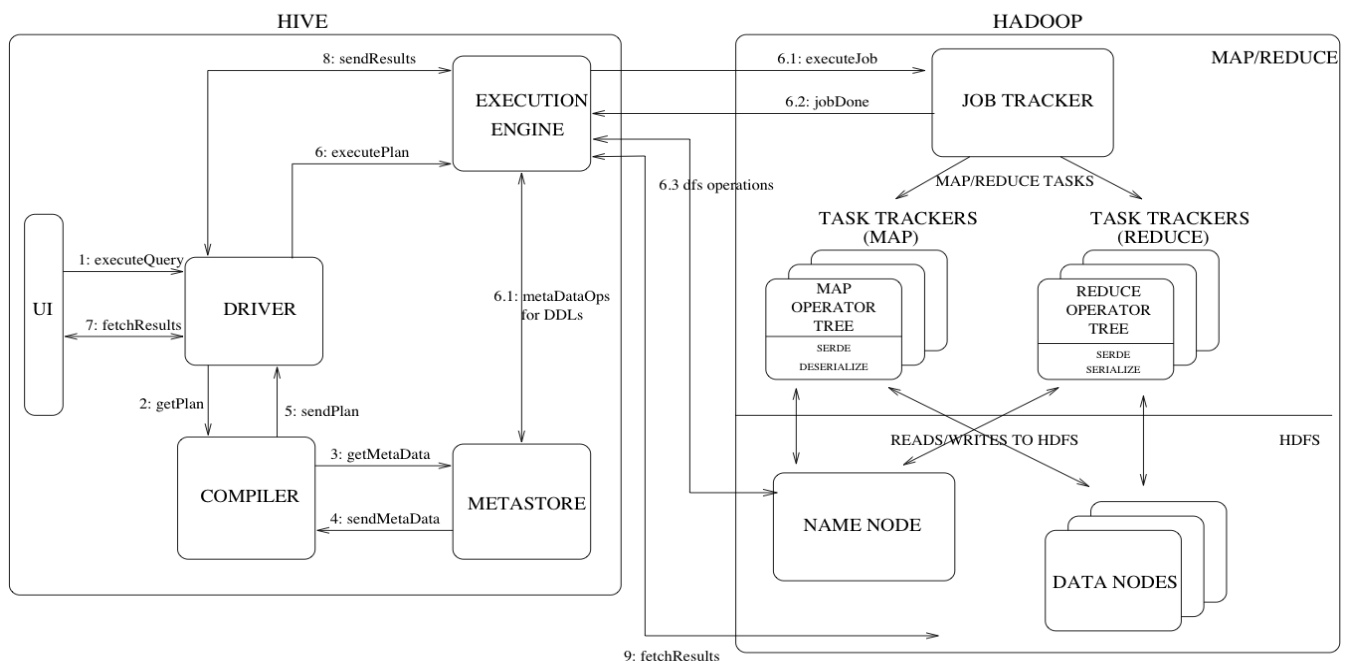 HIVE
HADOOP
MAP/REDUCE
8: sendResults
EXECUTION
ENGINE
6.1: executeJob
6.2: jobDone
JOB TRACKER
6: executePlan
6.3 dfs operations
MAP/REDUCE TASKS
TASK TRACKERS
(MAP)
TASK TRACKERS
(REDUCE)
1: executeQuery
UI
DRIVER
7: fetchResults
6.1: metaDataOps
for DDLs
MAP
OPERATOR
TREE
SERDE
DESERIALIZE
REDUCE
OPERATOR
TREE
SERDE
SERIALIZE
2: getPlan
5: sendPlan
READS/WRITES TO HDFS
HDFS
3: getMetaData
COMPILER
METASTORE
4: sendMetaData
NAME NODE
DATA NODES
9: fetchResults